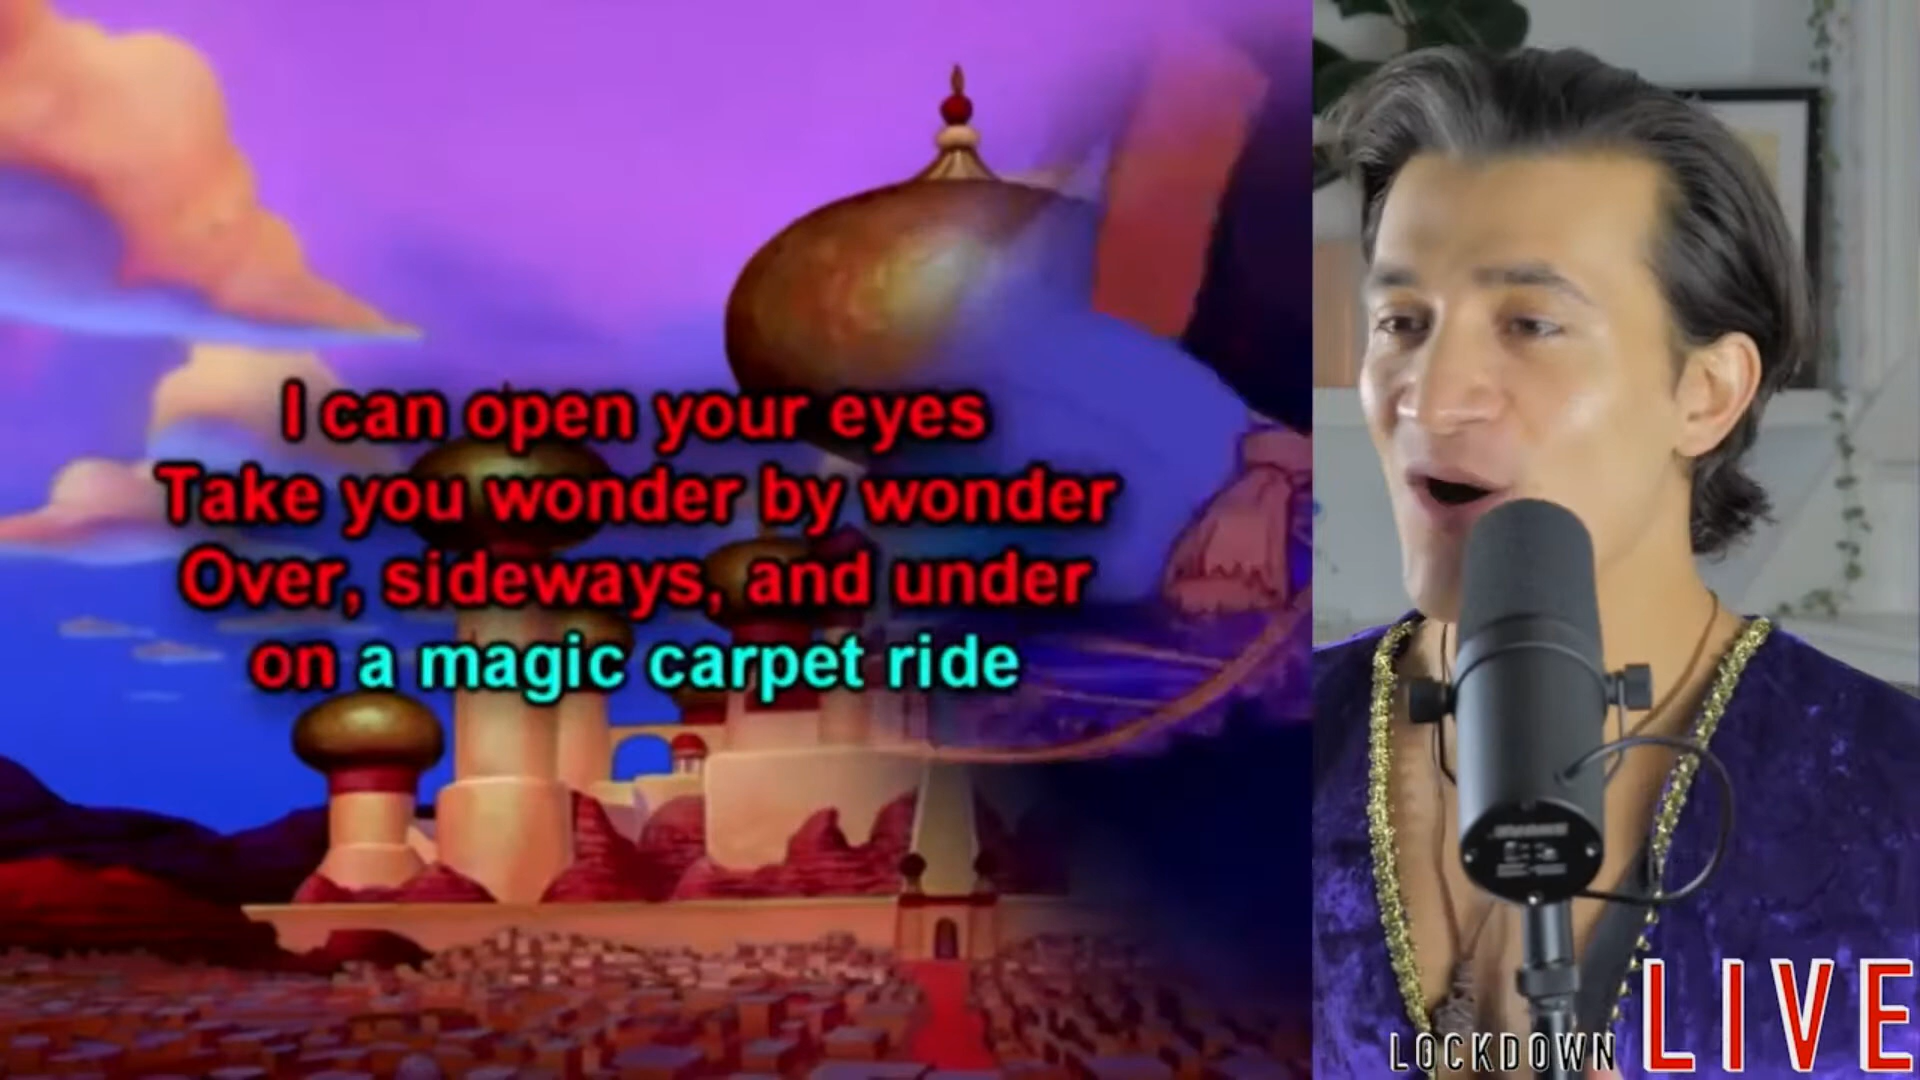 I can open your eyes
Take you wonder by wonder
Over, sideways, and under
on a magic carpet ride
LOCKDOWN LIVE